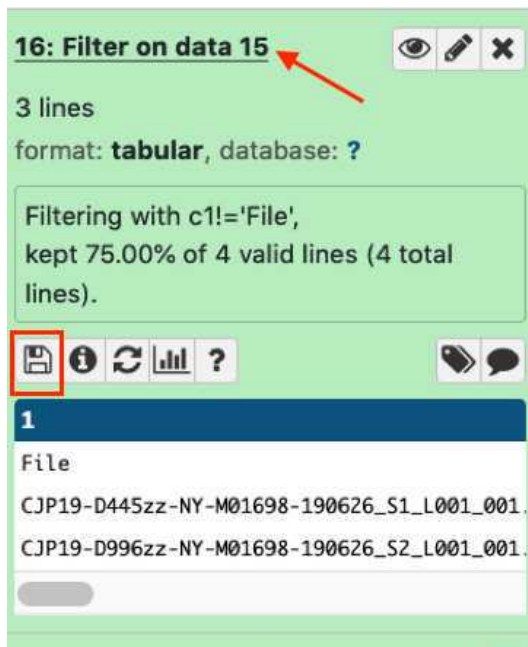 16: Filter on data 15
3 lines
format: tabular, database: ?
Filtering with c1!='File',
kept 75.00% of 4 valid lines (4 total
lines).
?
1
File
CJP19-D445zz-NY-M01698-190626_S1_L001_001.
CJP19-D996zz-NY-M01698-190626_S2_L001_001.